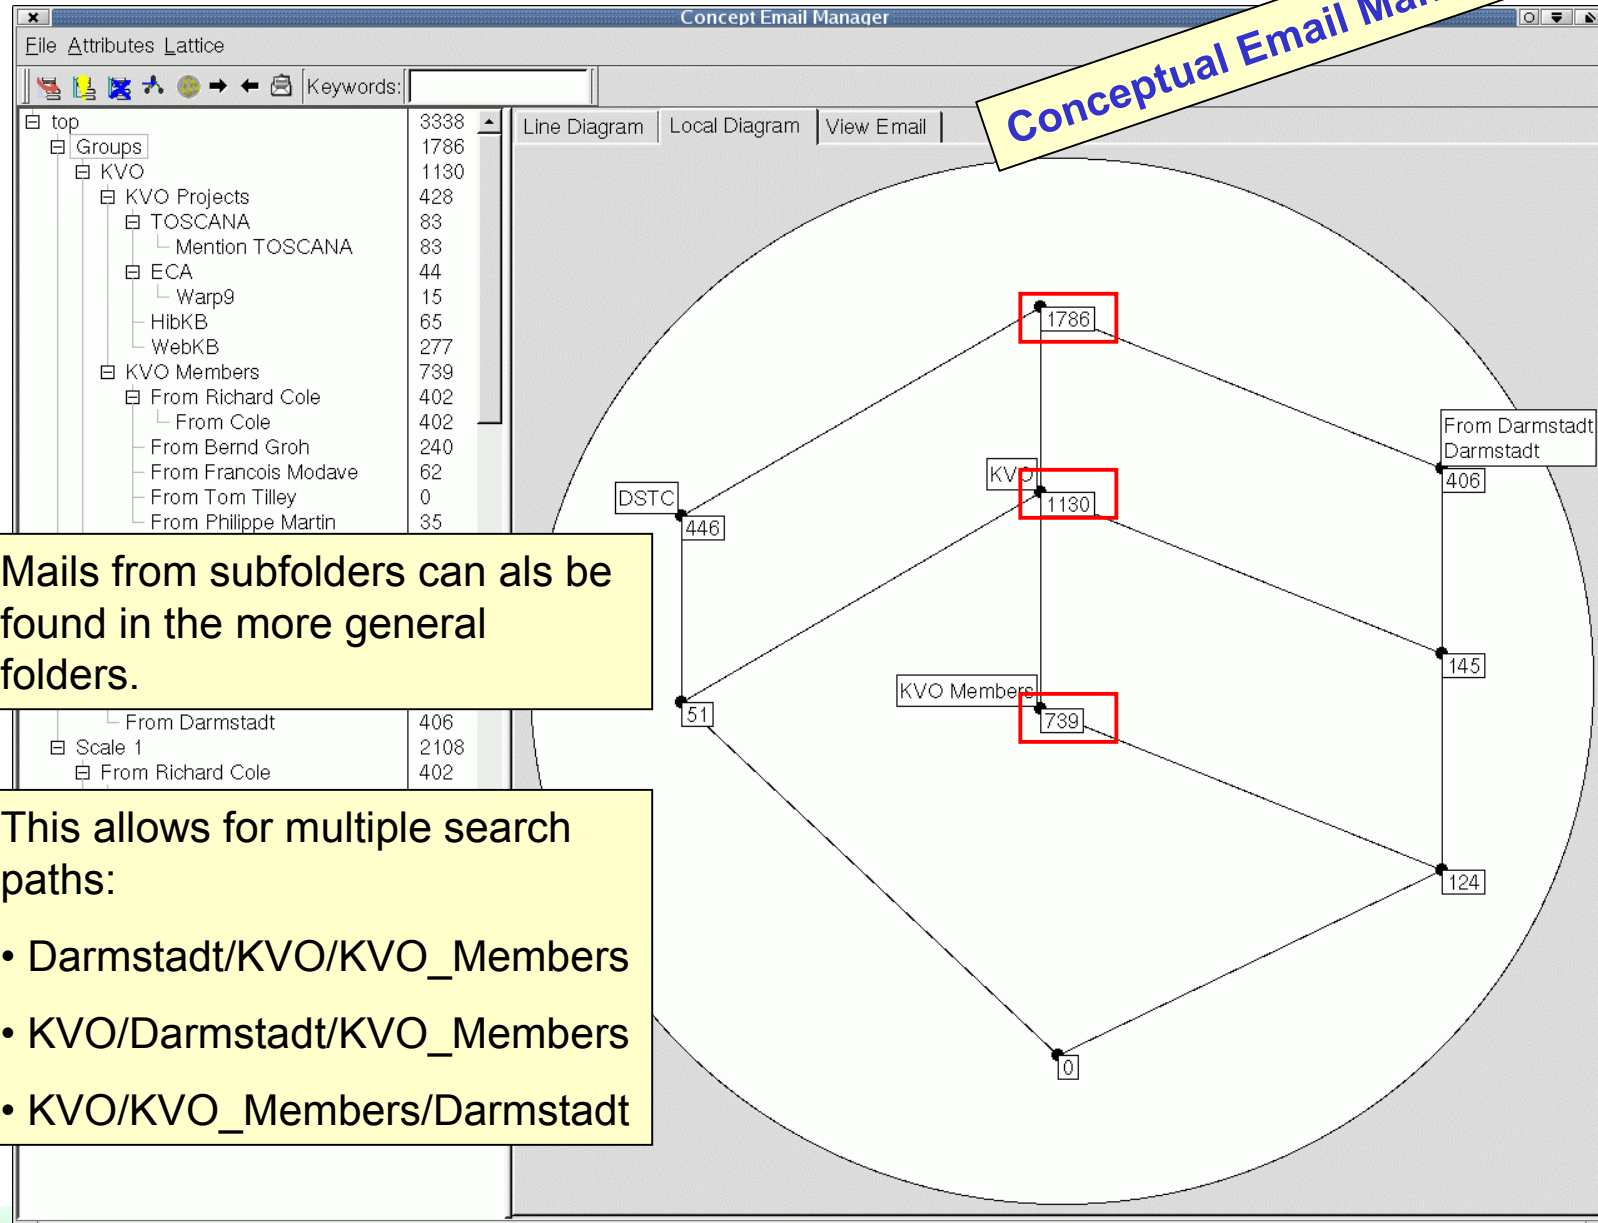 Concept Email Manager
Conceptual Email
File Attributes Lattice
Keywords:
top 3338
Groups 1786
KVO 1130
KVO Projects 428
TOSCANA 83
Mention TOSCANA 83
ECA 44
Warp9 15
HibKB 65
WebKB 277
KVO Members 739
From Richard Cole 402
From Cole 402
From Bernd Groh 240
From Francois Modave 62
From Tom Tilley 0
From Philippe Martin 35
Mails from subfolders can als be
found in the more general
folders.
From Darmstadt 406
Scale 1 2108
From Richard Cole 402
This allows for multiple search
paths:
• Darmstadt/KVO/KVO_Members
• KVO/Darmstadt/KVO_Members
• KVO/KVO_Members/Darmstadt
Line Diagram Local Diagram View Email
1786
From Darmstadt
Darmstadt
406
KVO
1130
DSTC
446
145
KVO Members
739
51
124
0